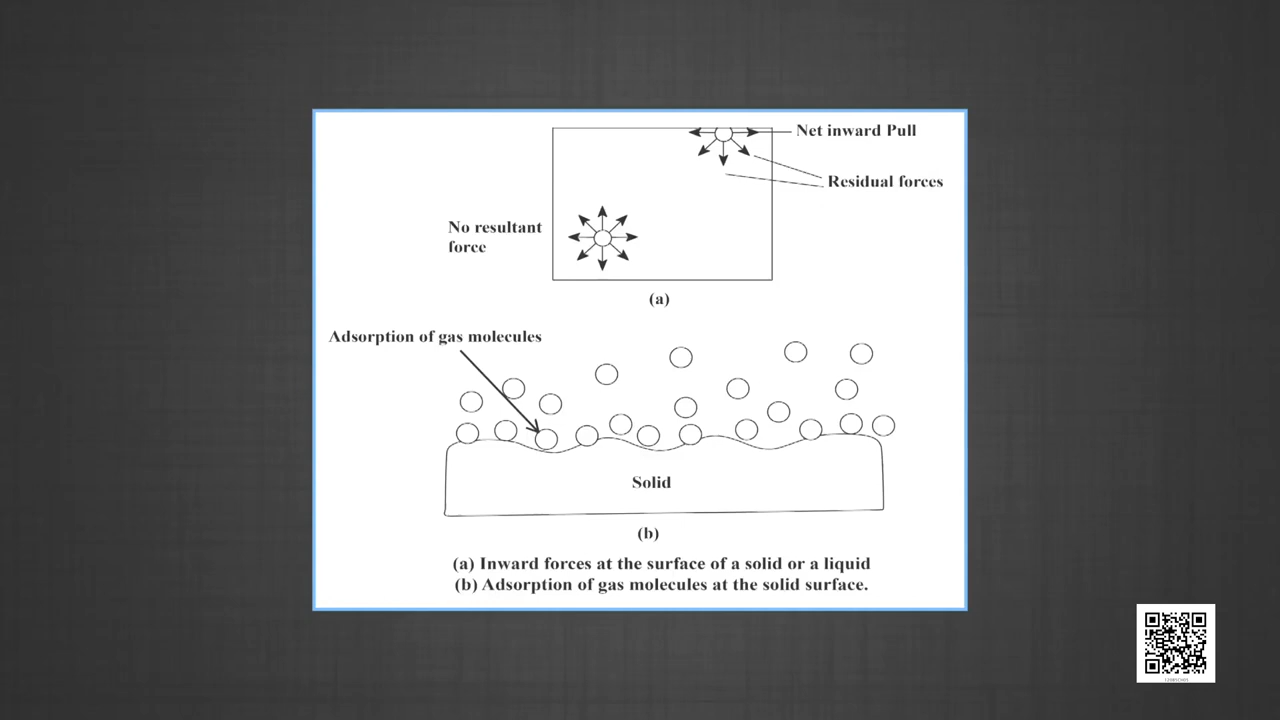 Net inward Pull
Residual forces
No resultant
force
(a)
Adsorption of gas molecules
Solid
(b)
(a) Inward forces at the surface of a solid or a liquid
(b) Adsorption of gas molecules at the solid surface.